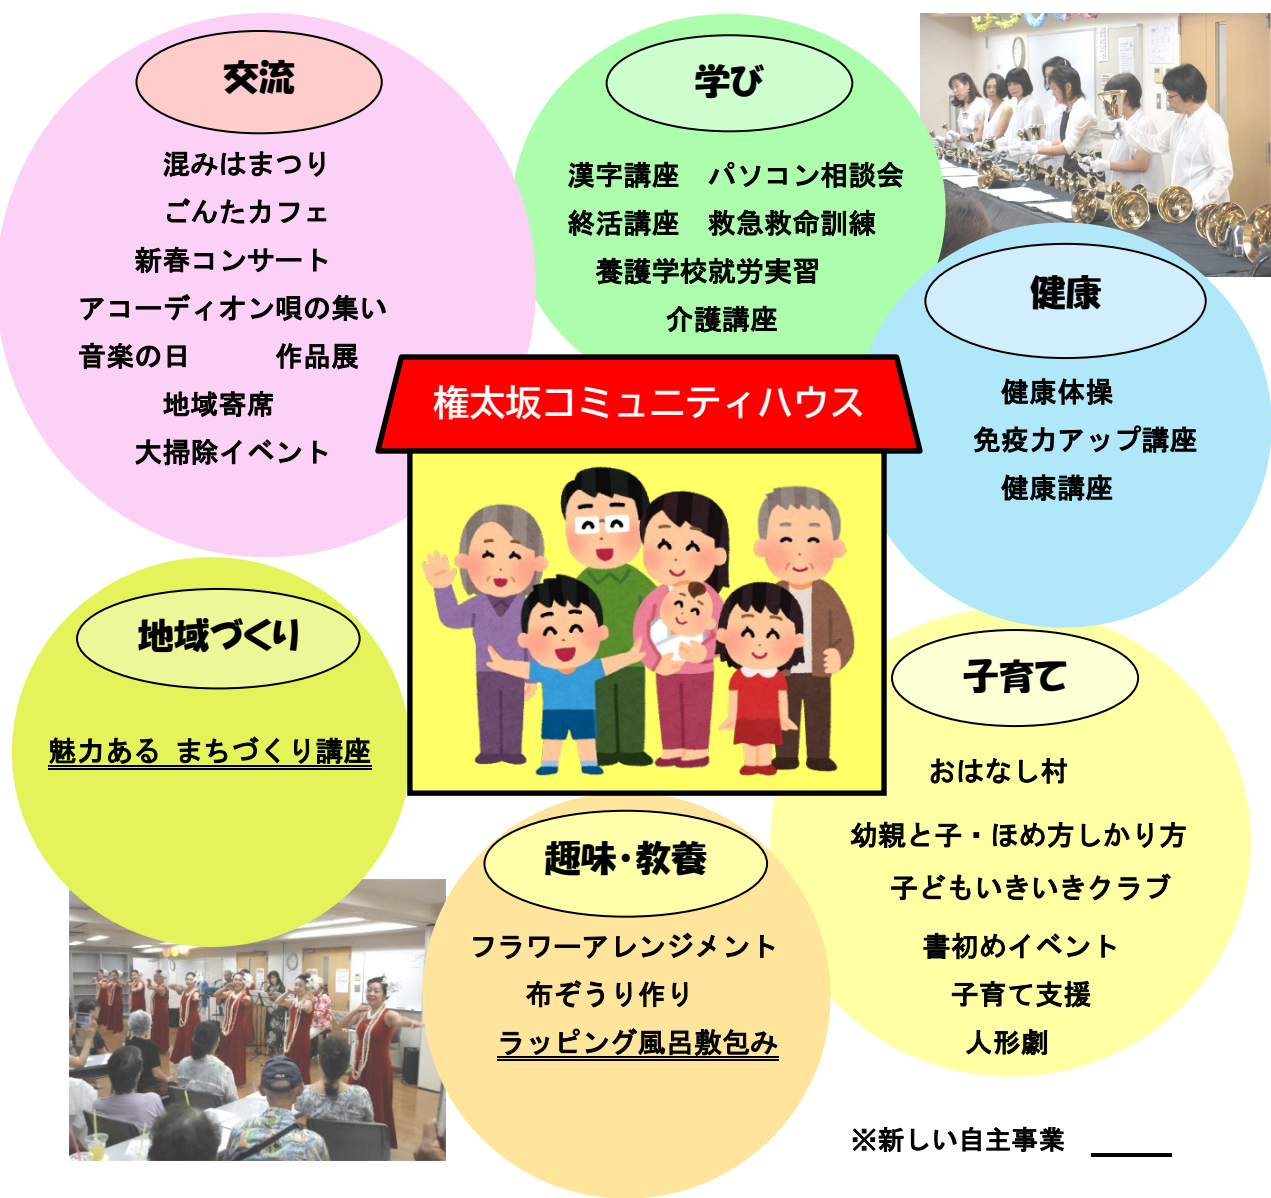 交流
混みはまつり
ごんたカフェ
新春コンサート
アコーディオン唄の集い
音楽の日　　　作品展
地域寄席
大掃除イベント
学び
漢字講座　パソコン相談会
終活講座　救急救命訓練
養護学校就労実習
介護講座
健康
健康体操
免疫力アップ講座
健康講座
権太坂コミュニティハウス
地域づくり
魅力ある まちづくり講座
子育て
おはなし村
幼親と子・ほめ方しかり方
子どもいきいきクラブ
書初めイベント
子育て支援
人形劇
趣味・教養
フラワーアレンジメント
布ぞうり作り
ラッピング風呂敷包み
※新しい自主事業